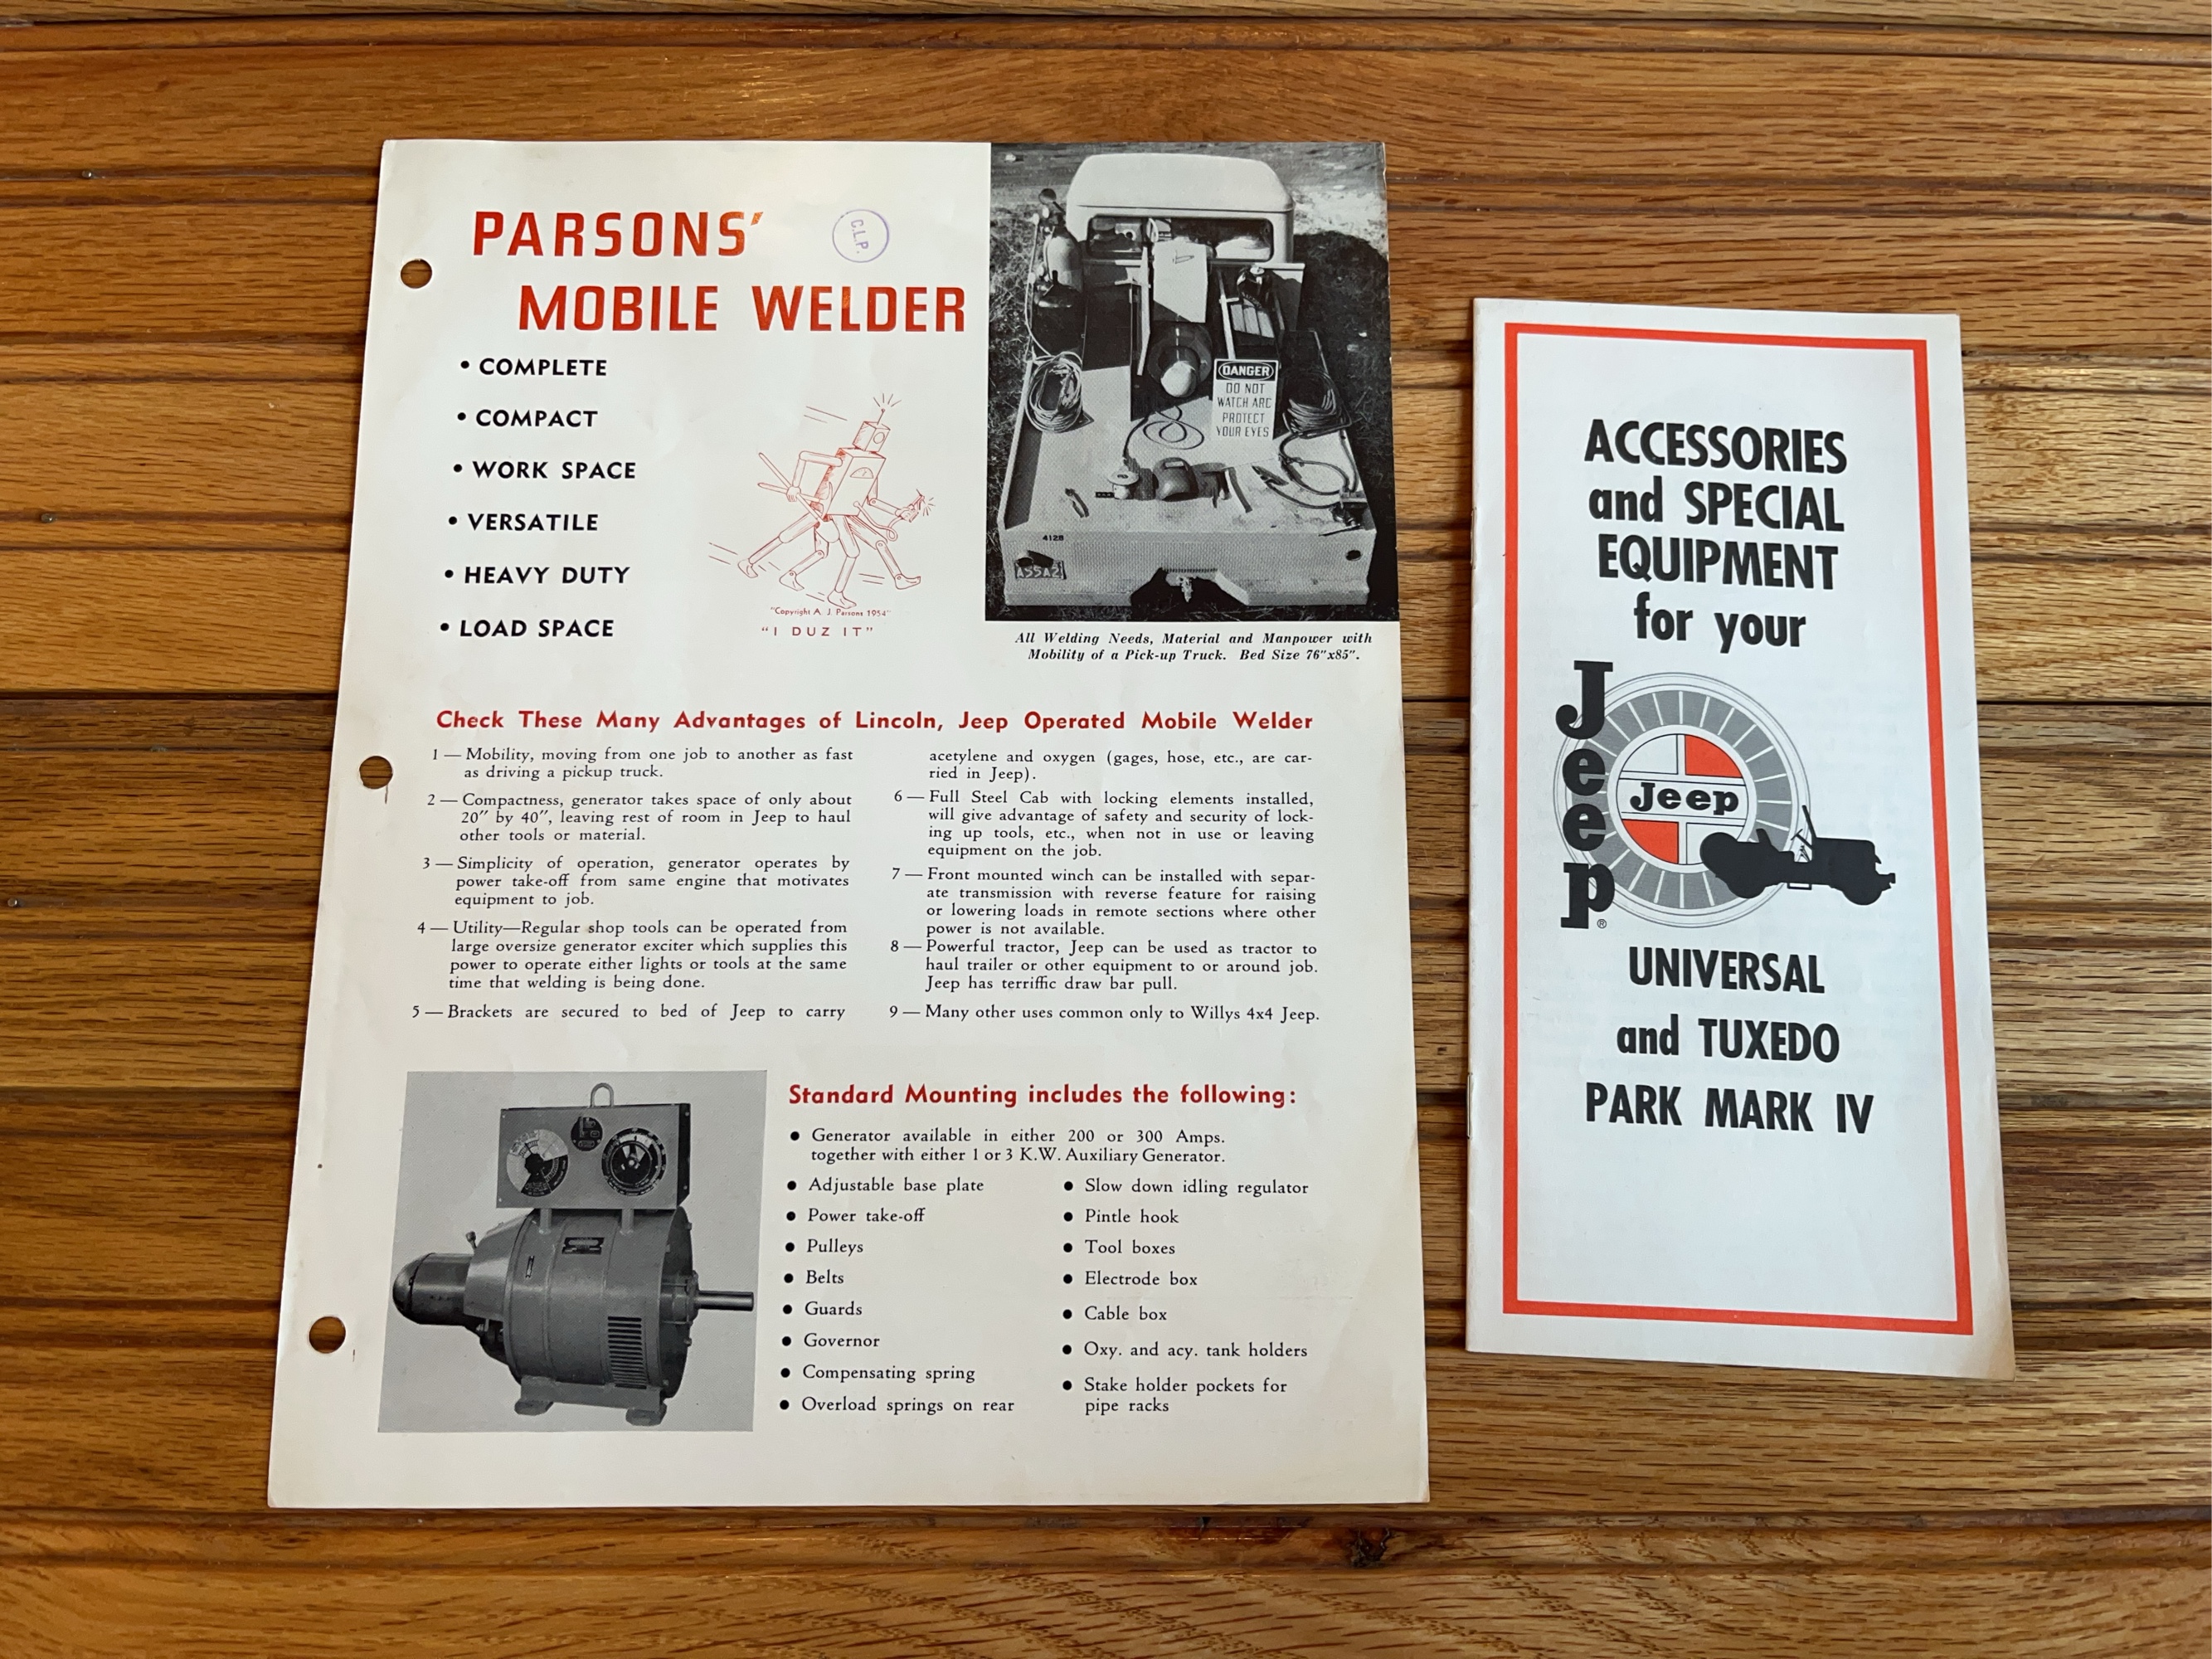 PARSONS'
C.L.P.
MOBILE WELDER
• COMPLETE
• COMPACT
• WORK SPACE
• VERSATILE
• HEAVY DUTY
• LOAD SPACE
"Copyright A. J. Parsons 1954"
"I DUZ IT"
DANGER
DO NOT
WATCH ARC
PROTECT
YOUR EYES
4128
A55A2
All Welding Needs, Material and Manpower with
Mobility of a Pick-up Truck. Bed Size 76"x85".
Check These Many Advantages of Lincoln, Jeep Operated Mobile Welder
1 — Mobility, moving from one job to another as fast
as driving a pickup truck.
2 — Compactness, generator takes space of only about
20" by 40", leaving rest of room in Jeep to haul
other tools or material.
3 — Simplicity of operation, generator operates by
power take-off from same engine that motivates
equipment to job.
4 — Utility—Regular shop tools can be operated from
large oversize generator exciter which supplies this
power to operate either lights or tools at the same
time that welding is being done.
5 — Brackets are secured to bed of Jeep to carry
acetylene and oxygen (gages, hose, etc., are car-
ried in Jeep).
6 — Full Steel Cab with locking elements installed,
will give advantage of safety and security of lock-
ing up tools, etc., when not in use or leaving
equipment on the job.
7 — Front mounted winch can be installed with separ-
ate transmission with reverse feature for raising
or lowering loads in remote sections where other
power is not available.
8 — Powerful tractor, Jeep can be used as tractor to
haul trailer or other equipment to or around job.
Jeep has terriffic draw bar pull.
9 — Many other uses common only to Willys 4x4 Jeep.
Standard Mounting includes the following:
• Generator available in either 200 or 300 Amps.
together with either 1 or 3 K.W. Auxiliary Generator.
• Adjustable base plate
• Power take-off
• Pulleys
• Belts
• Guards
• Governor
• Compensating spring
• Overload springs on rear
• Slow down idling regulator
• Pintle hook
• Tool boxes
• Electrode box
• Cable box
• Oxy. and acy. tank holders
• Stake holder pockets for
pipe racks
ACCESSORIES
and SPECIAL
EQUIPMENT
for your
Jeep®
Jeep
UNIVERSAL
and TUXEDO
PARK MARK IV